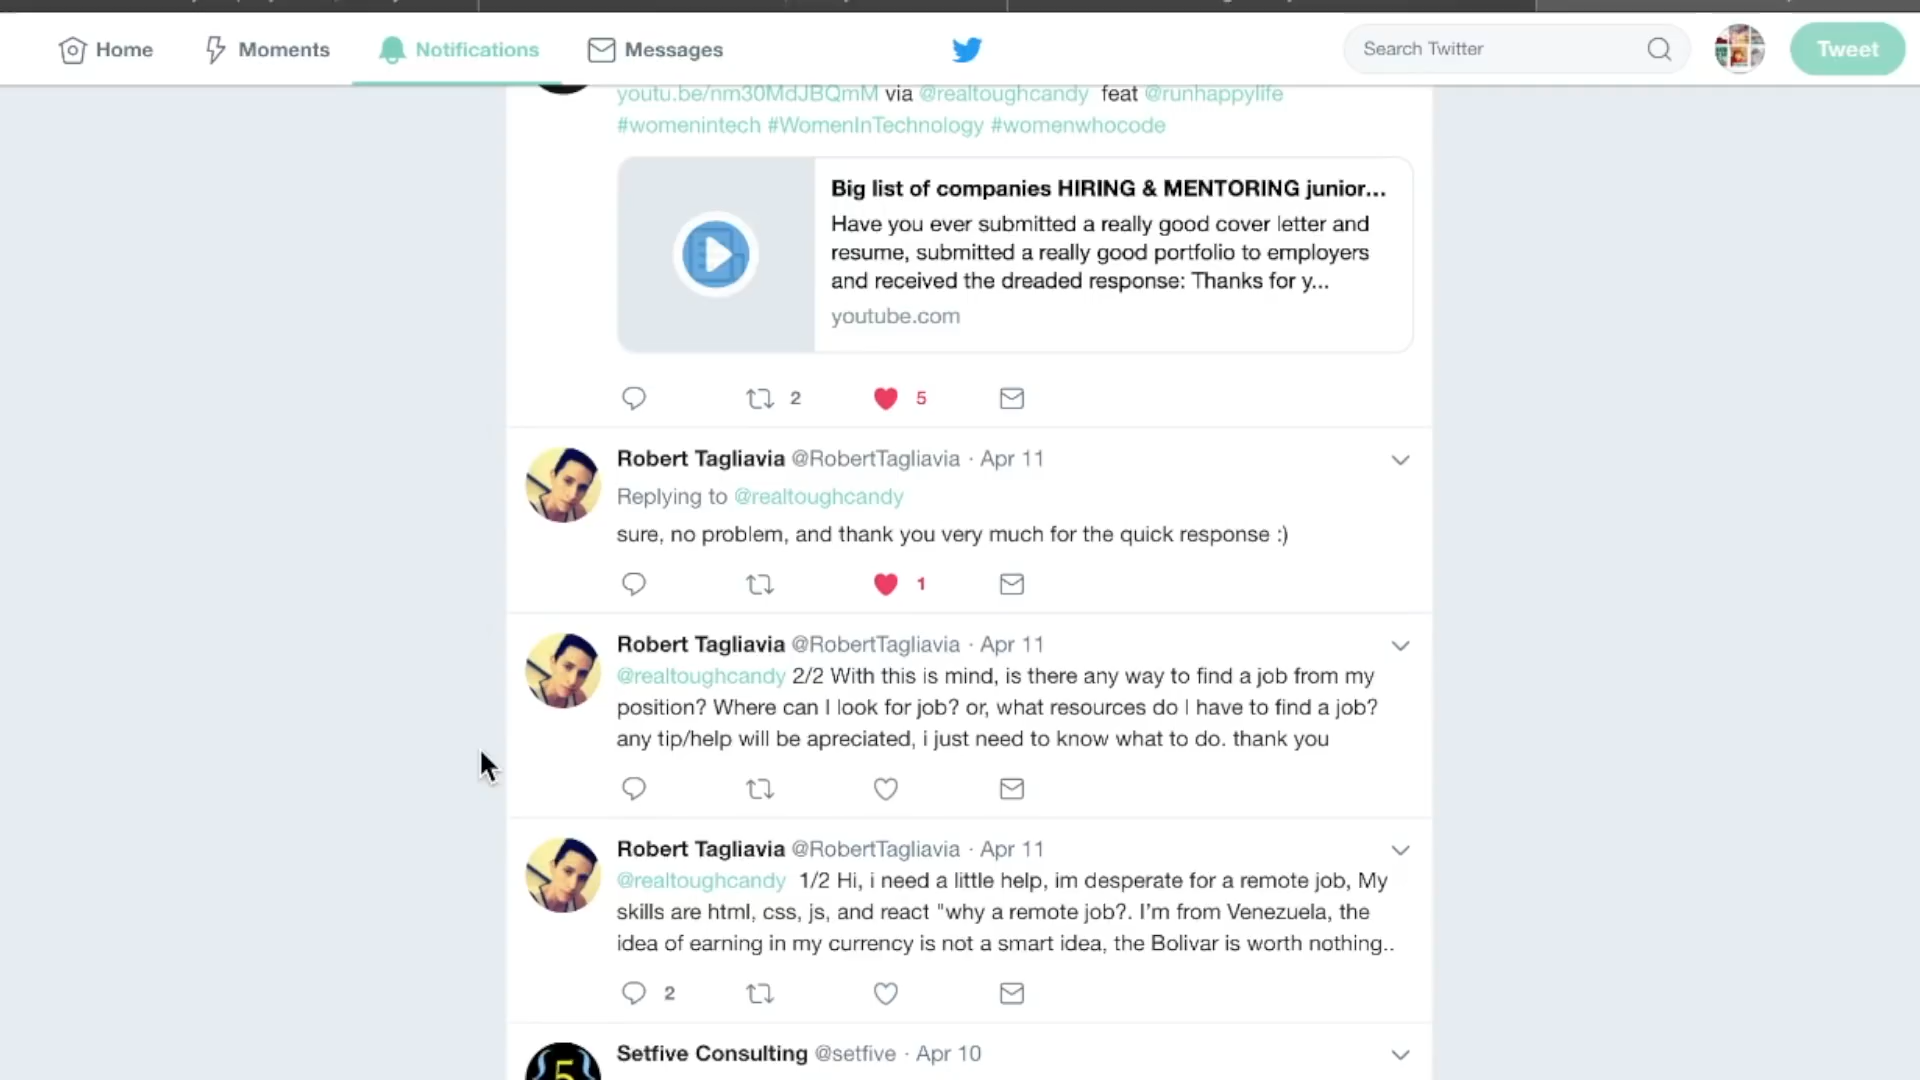 Home Moments Notifications Messages Search Twitter Tweet
youtu.be/nm30MdJBQmM via @realtoughcandy feat @runhappylife
#womenintech #WomenInTechnology #womenwhocode
Big list of companies HIRING & MENTORING junior...
Have you ever submitted a really good cover letter and
resume, submitted a really good portfolio to employers
and received the dreaded response: Thanks for y...
youtube.com
2 5
Robert Tagliavia @RobertTagliavia · Apr 11
Replying to @realtoughcandy
sure, no problem, and thank you very much for the quick response :)
1
Robert Tagliavia @RobertTagliavia · Apr 11
@realtoughcandy 2/2 With this is mind, is there any way to find a job from my
position? Where can I look for job? or, what resources do I have to find a job?
any tip/help will be apreciated, i just need to know what to do. thank you
Robert Tagliavia @RobertTagliavia · Apr 11
@realtoughcandy 1/2 Hi, i need a little help, im desperate for a remote job, My
skills are html, css, js, and react "why a remote job?. I'm from Venezuela, the
idea of earning in my currency is not a smart idea, the Bolivar is worth nothing..
2
Setfive Consulting @setfive · Apr 10
{5}